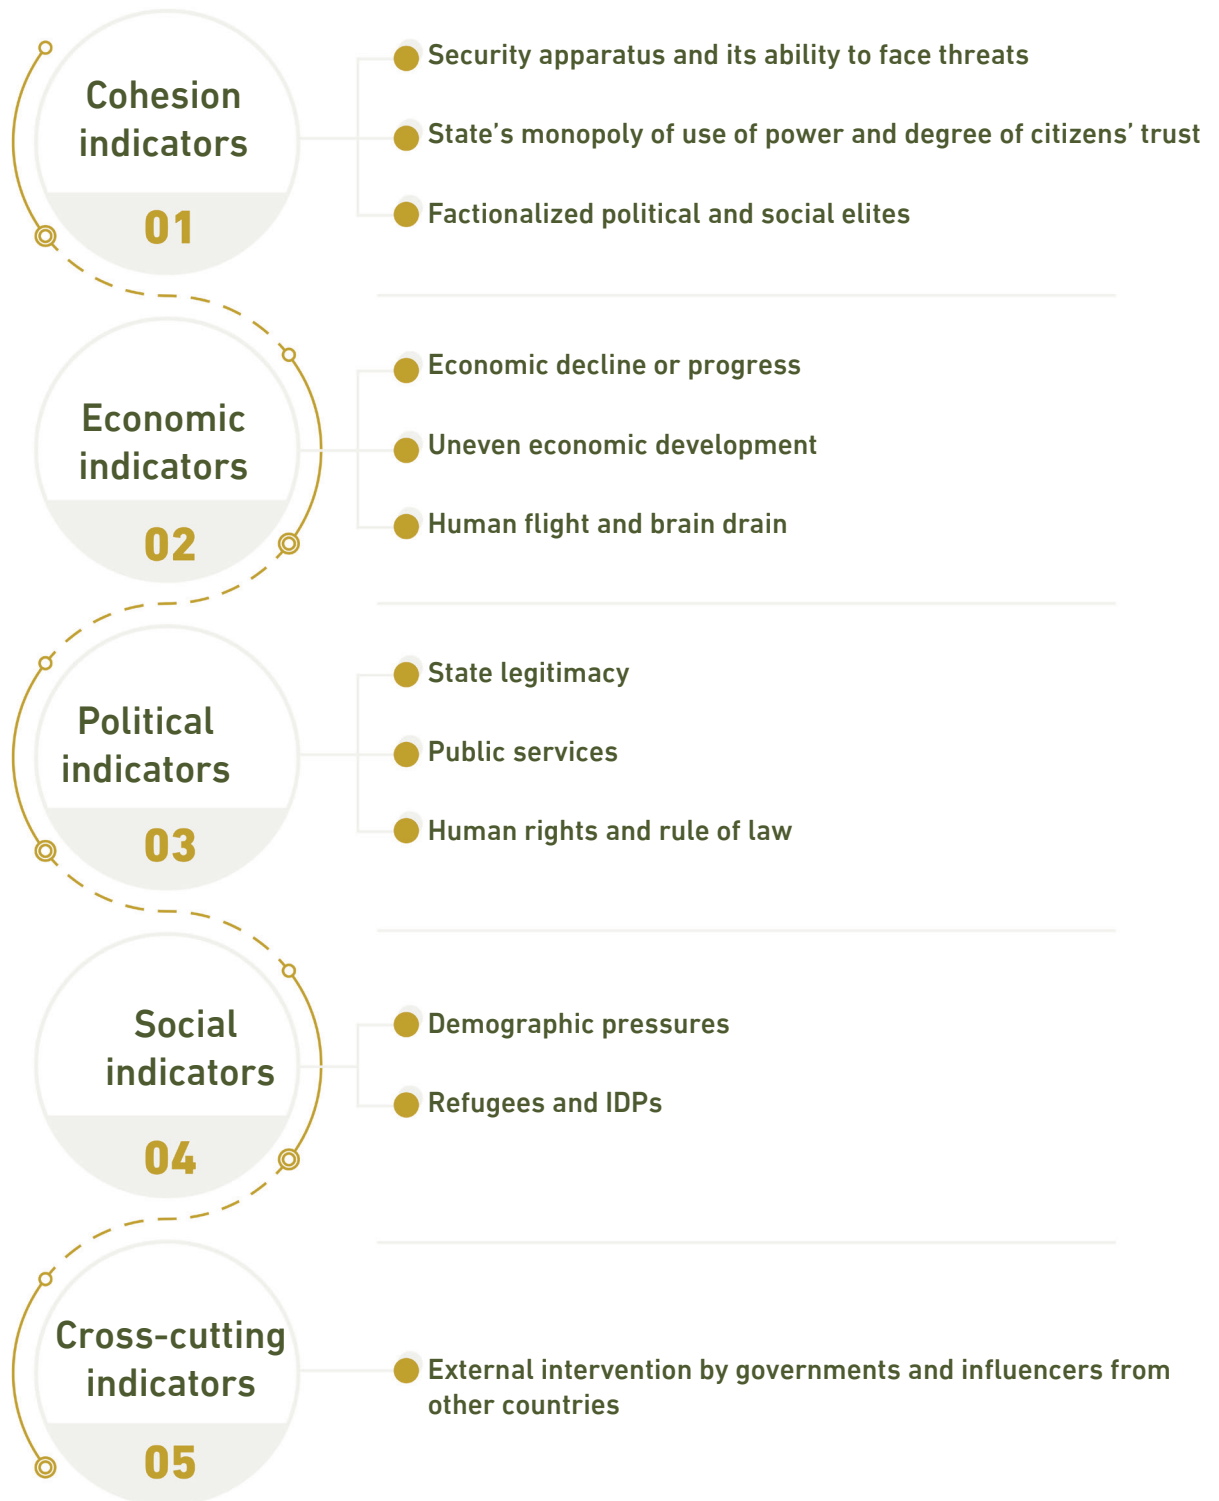 Cohesion
indicators
01
Security apparatus and its ability to face threats
State’s monopoly of use of power and degree of citizens’ trust
Factionalized political and social elites
Economic
indicators
02
Economic decline or progress
Uneven economic development
Human flight and brain drain
Political
indicators
03
State legitimacy
Public services
Human rights and rule of law
Social
indicators
04
Demographic pressures
Refugees and IDPs
Cross-cutting
indicators
05
External intervention by governments and influencers from
other countries